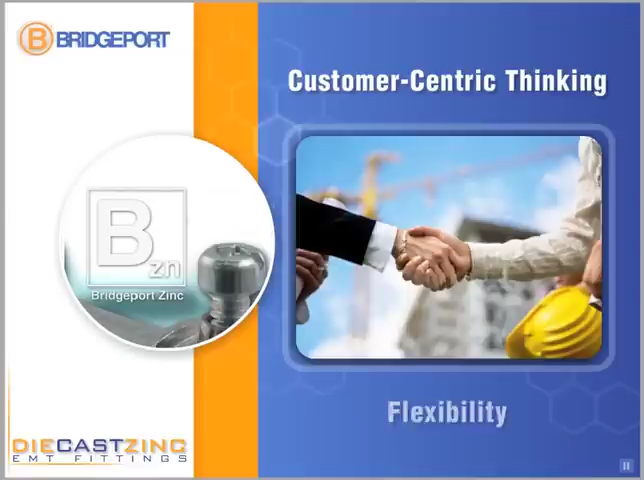 B BRIDGEPORT
Customer-Centric Thinking
B
zn
Bridgeport Zinc
Flexibility
DIECASTZINC
EMT FITTINGS